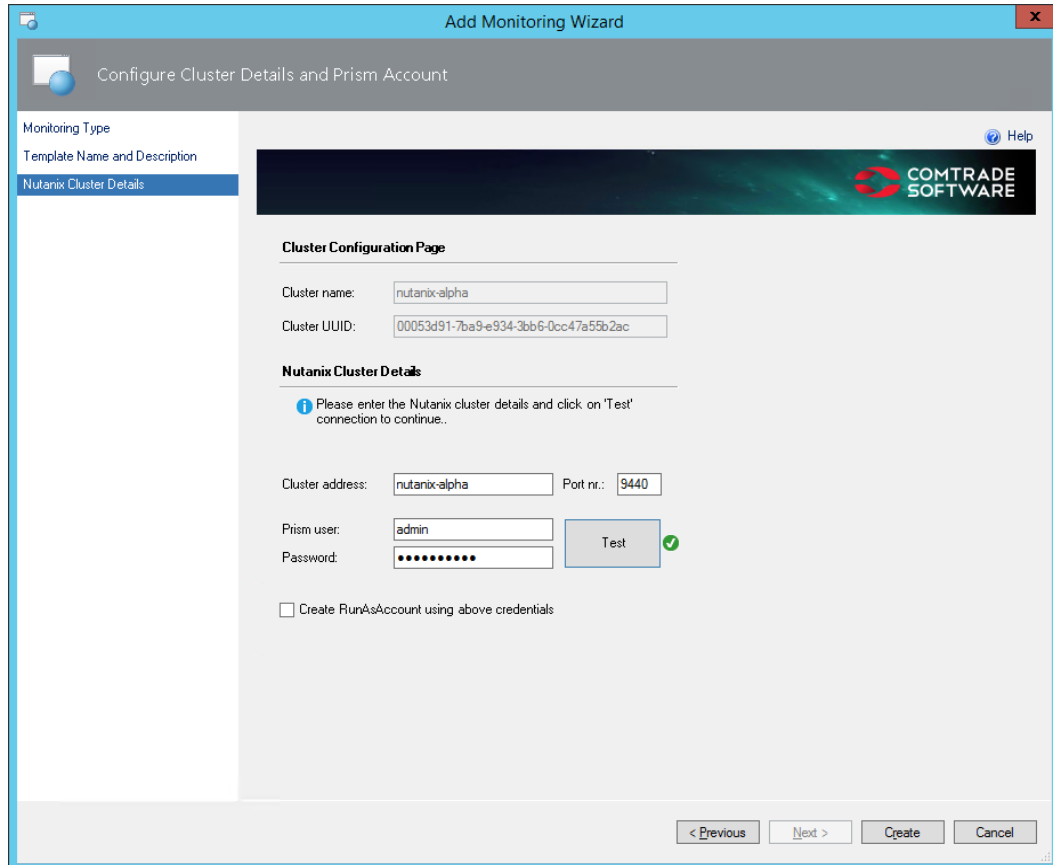 Add Monitoring Wizard
x
Configure Cluster Details and Prism Account
Monitoring Type
Template Name and Description
Nutanix Cluster Details
Help
COMTRADE
SOFTWARE
Cluster Configuration Page
Cluster name: nutanix-alpha
Cluster UUID: 00053d91-7ba9-e934-3bb6-0cc47a55b2ac
Nutanix Cluster Details
Please enter the Nutanix cluster details and click on 'Test'
connection to continue..
Cluster address: nutanix-alpha Port nr.: 9440
Prism user: admin
Test
Password: ●●●●●●●●●●
Create RunAsAccount using above credentials
< Previous Next > Create Cancel